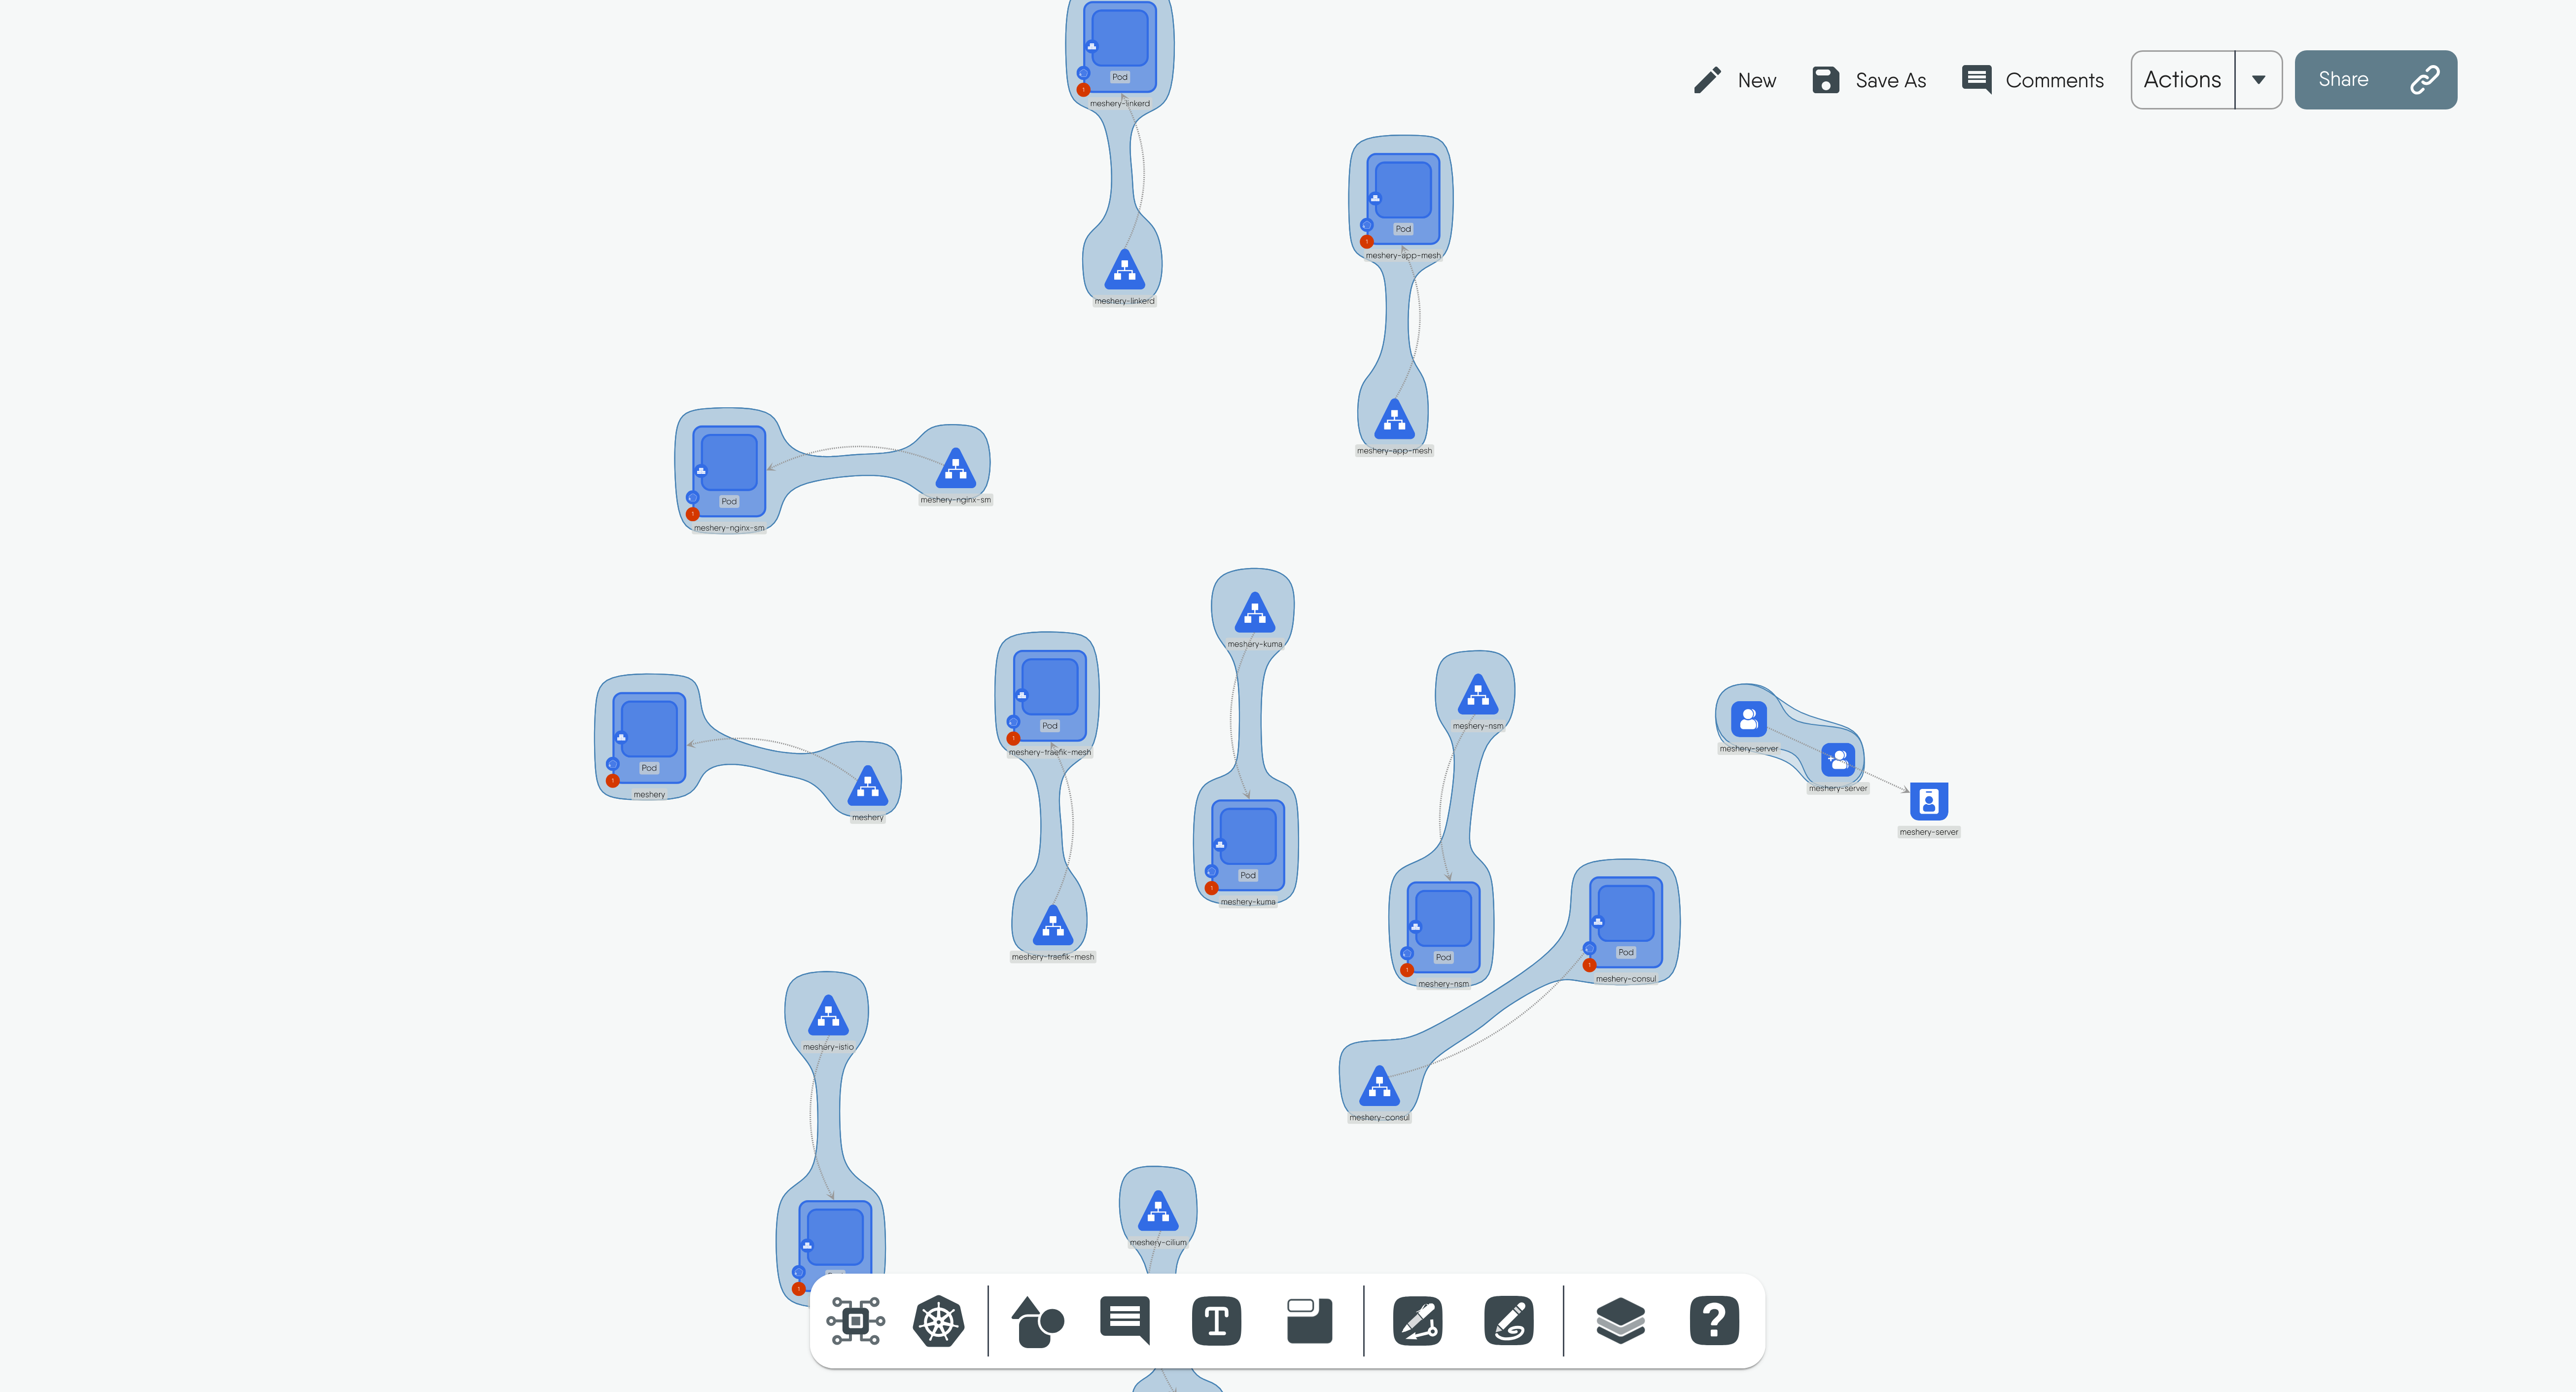 Pod
meshery-linkerd
New
Save As
Comments
Actions
Share
Pod
meshery-app-mesh
meshery-linkerd
meshery-app-mesh
Pod
meshery-nginx-sm
meshery-nginx-sm
meshery-kuma
Pod
meshery-traefik-mesh
meshery-nsm
meshery-server
Pod
meshery
meshery
meshery-server
meshery-server
Pod
meshery-kuma
meshery-traefik-mesh
Pod
meshery-nsm
Pod
meshery-consul
meshery-istio
meshery-consul
meshery-cilium